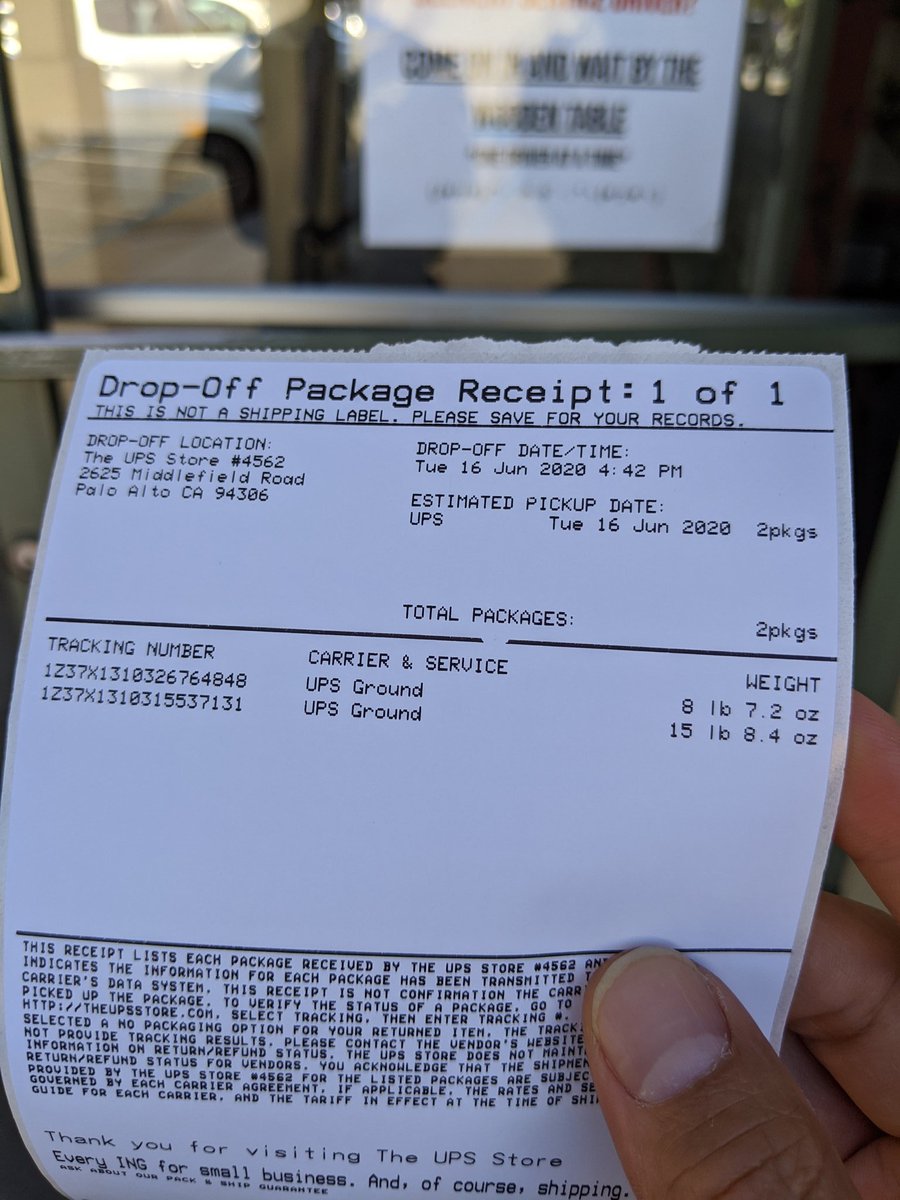 COME ON IN AND WAIT BY THE
WOODEN TABLE
Drop-Off Package Receipt: 1 of 1
THIS IS NOT A SHIPPING LABEL. PLEASE SAVE FOR YOUR RECORDS.
DROP-OFF LOCATION:
The UPS Store #4562
2625 Middlefield Road
Palo Alto CA 94306
DROP-OFF DATE/TIME:
Tue 16 Jun 2020 4:42 PM
ESTIMATED PICKUP DATE:
UPS Tue 16 Jun 2020 2pkgs
TOTAL PACKAGES: 2pkgs
TRACKING NUMBER CARRIER & SERVICE WEIGHT
1Z37X1310326764848 UPS Ground 8 lb 7.2 oz
1Z37X1310315537131 UPS Ground 15 lb 8.4 oz
THIS RECEIPT LISTS EACH PACKAGE RECEIVED BY THE UPS STORE #4562
INDICATES THE INFORMATION FOR EACH PACKAGE HAS BEEN TRANSMITTED
CARRIER'S DATA SYSTEM. THIS RECEIPT IS NOT CONFIRMATION THE
PICKED UP THE PACKAGE. TO VERIFY THE STATUS OF A PACKAGE, GO TO
HTTP://THEUPSSTORE.COM, SELECT TRACKING, THEN ENTER TRACKING #.
SELECTED A NO PACKAGING OPTION FOR YOUR RETURNED ITEM, THE
NOT PROVIDE TRACKING RESULTS. PLEASE CONTACT THE VENDOR'S WEBSITE
INFORMATION ON RETURN/REFUND STATUS. THE UPS STORE DOES NOT
RETURN/REFUND STATUS FOR VENDORS. YOU ACKNOWLEDGE THAT THE
PROVIDED BY THE UPS STORE #4562 FOR THE LISTED PACKAGES ARE
GOVERNED BY EACH CARRIER AGREEMENT, IF APPLICABLE, THE RATES AND
GUIDE FOR EACH CARRIER, AND THE TARIFF IN EFFECT AT THE TIME OF
Thank you for visiting The UPS Store
Every ING for small business. And, of course, shipping.
ASK ABOUT OUR PACK & SHIP GUARANTEE